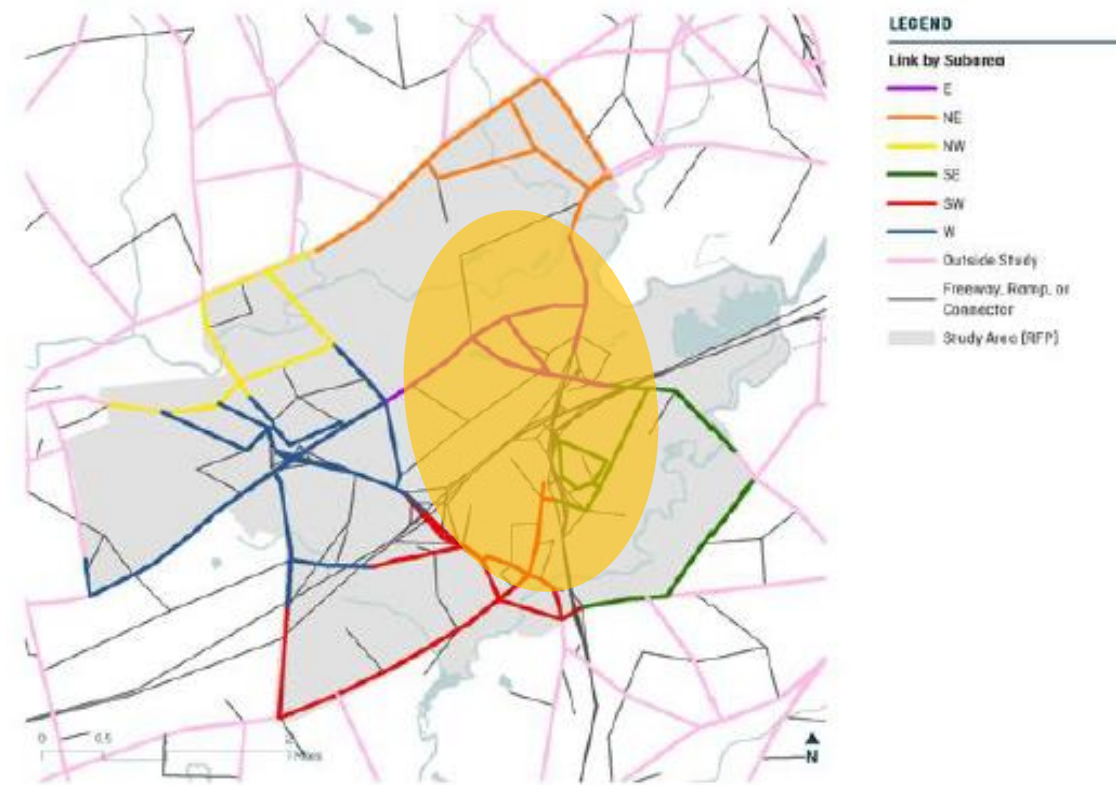 LEGEND
Link by Subarea
E
NE
NW
SE
SW
W
Outside Study
Freeway, Ramp, or
Connector
Study Area (RFP)
0 0.5 2
Miles
N